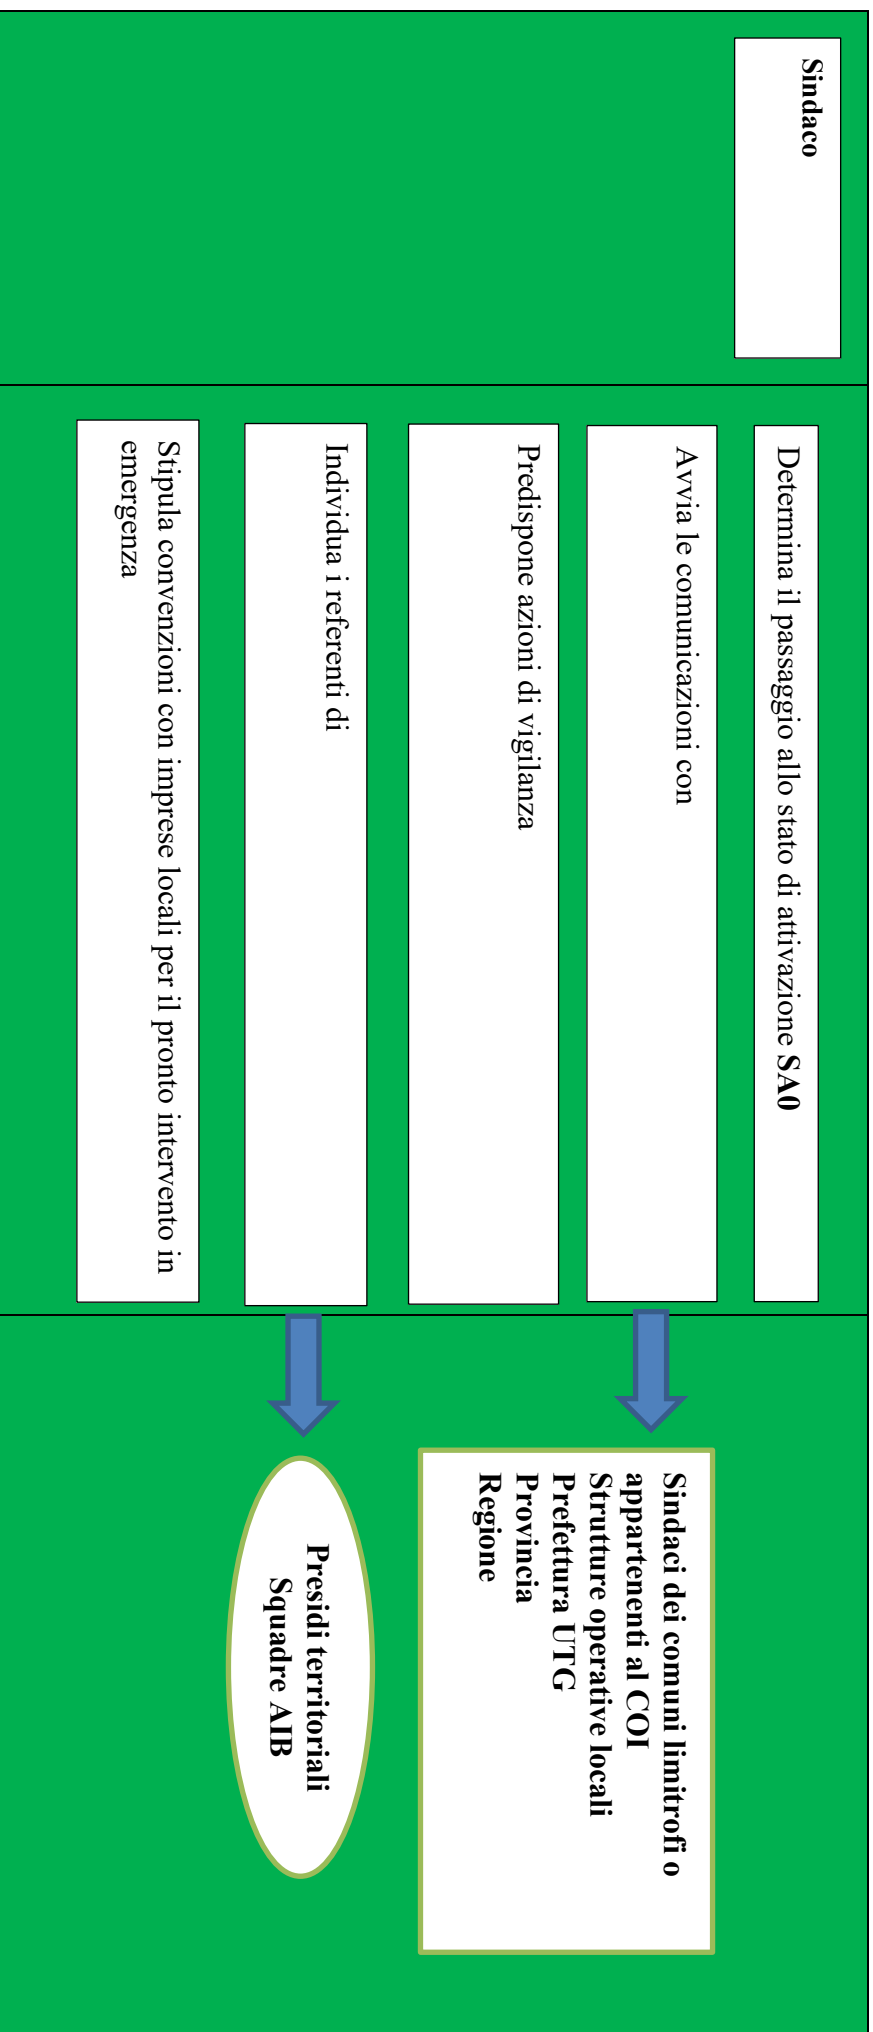 Sindaco
Determina il passaggio allo stato di attivazione SA0
Avvia le comunicazioni con
Predispone azioni di vigilanza
Individua i referenti di
Stipula convenzioni con imprese locali per il pronto intervento in
emergenza
Sindaci dei comuni limitrofi o
appartenenti al COI
Strutture operative locali
Prefettura UTG
Provincia
Regione
Presidi territoriali
Squadre AIB